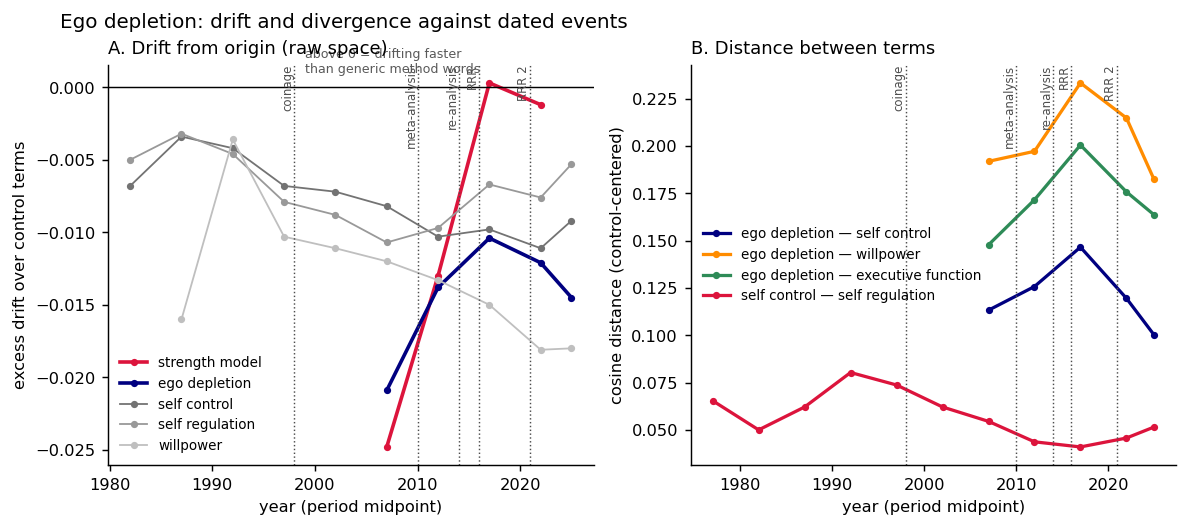 Ego depletion: drift and divergence against dated events
A. Drift from origin (raw space)
above 0 = drifting faster
than generic method words
coinage
meta-analysis
re-analysis
RRR
RRR 2
0.000
−0.005
−0.010
−0.015
−0.020
−0.025
excess drift over control terms
strength model
ego depletion
self control
self regulation
willpower
1980
1990
2000
2010
2020
year (period midpoint)
B. Distance between terms
coinage
meta-analysis
re-analysis
RRR
RRR 2
0.225
0.200
0.175
0.150
0.125
0.100
0.075
0.050
cosine distance (control-centered)
ego depletion — self control
ego depletion — willpower
ego depletion — executive function
self control — self regulation
1980
1990
2000
2010
2020
year (period midpoint)